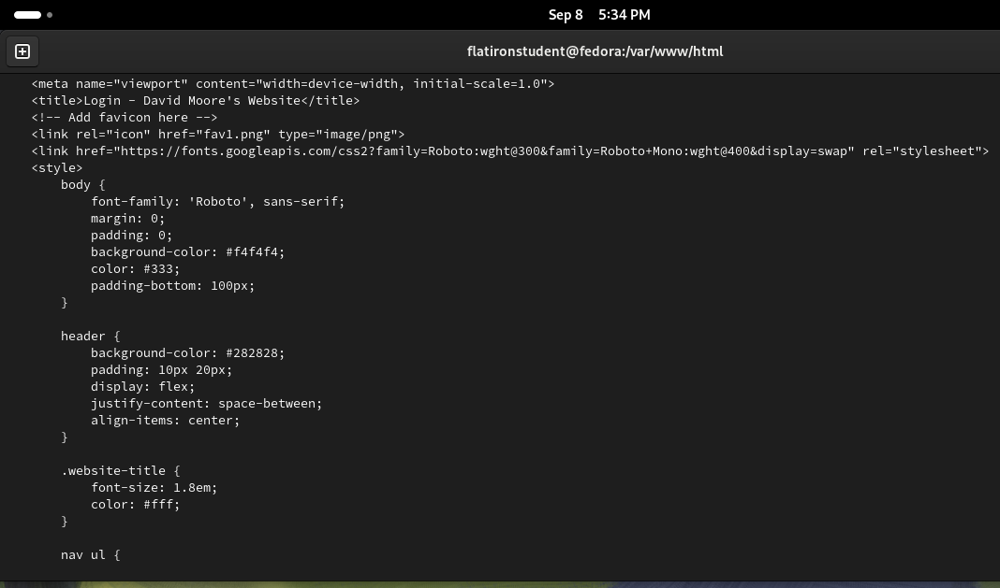 Sep 8 5:34 PM
flatironstudent@fedora:/var/www/html
<meta name="viewport" content="width=device-width, initial-scale=1.0">
<title>Login - David Moore's Website</title>
<!-- Add favicon here -->
<link rel="icon" href="fav1.png" type="image/png">
<link href="https://fonts.googleapis.com/css2?family=Roboto:wght@300&family=Roboto+Mono:wght@400&display=swap" rel="stylesheet">
<style>
    body {
        font-family: 'Roboto', sans-serif;
        margin: 0;
        padding: 0;
        background-color: #f4f4f4;
        color: #333;
        padding-bottom: 100px;
    }
    header {
        background-color: #282828;
        padding: 10px 20px;
        display: flex;
        justify-content: space-between;
        align-items: center;
    }
    .website-title {
        font-size: 1.8em;
        color: #fff;
    }
    nav ul {